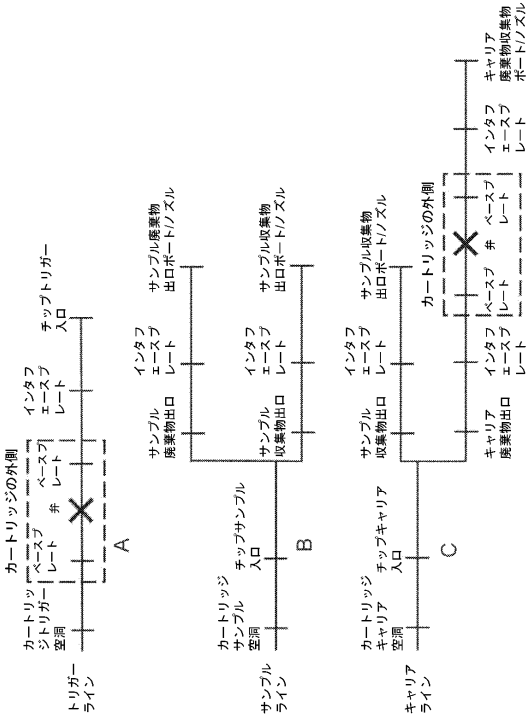 トリガー
ライン
カートリッ
ジトリガー
空洞
カートリッジの外側
ベースプ
レート
弁
ベースプ
レート
インタフ
ェースプ
レート
チップトリガー
入口
A
サンプル
ライン
カートリッジ
サンプル
空洞
チップサンプル
入口
サンプル
廃棄物出口
インタフ
ェースプ
レート
サンプル廃棄物
出口ポート/ノズル
サンプル
収集物出口
インタフ
ェースプ
レート
サンプル収集物
出口ポート/ノズル
B
キャリア
ライン
カートリッジ
キャリア
空洞
チップキャリア
入口
サンプル
収集物出口
インタフ
ェースプ
レート
サンプル収集物
出口ポート/ノズル
キャリア
廃棄物出口
インタフ
ェースプ
レート
カートリッジの外側
ベースプ
レート
弁
ベースプ
レート
インタフ
ェースプ
レート
キャリア
廃棄物収集物
ポート/ノズル
C